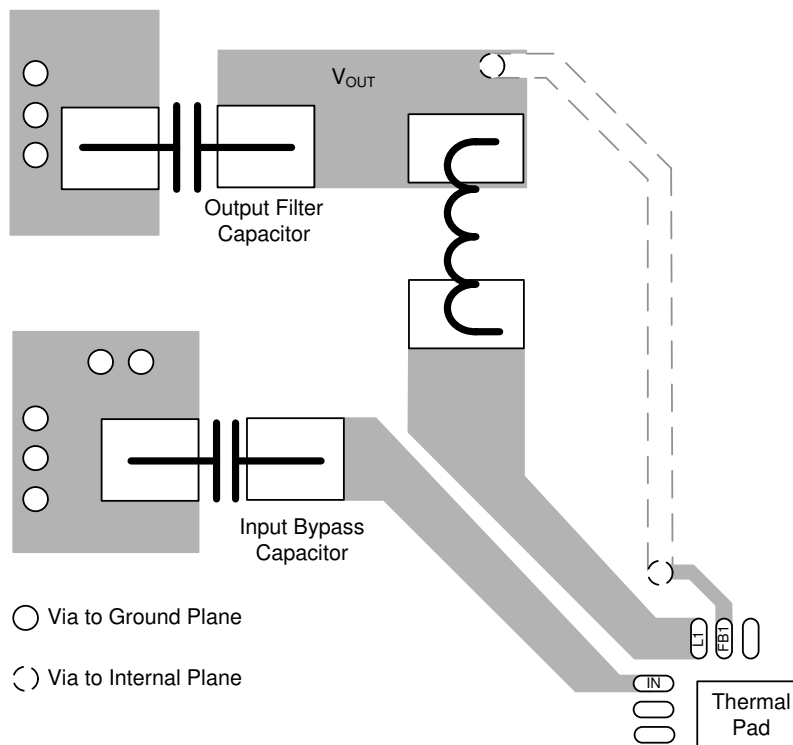 VOUT
Output Filter
Capacitor
Input Bypass
Capacitor
Via to Ground Plane
Via to Internal Plane
L1
FB1
IN
Thermal
Pad